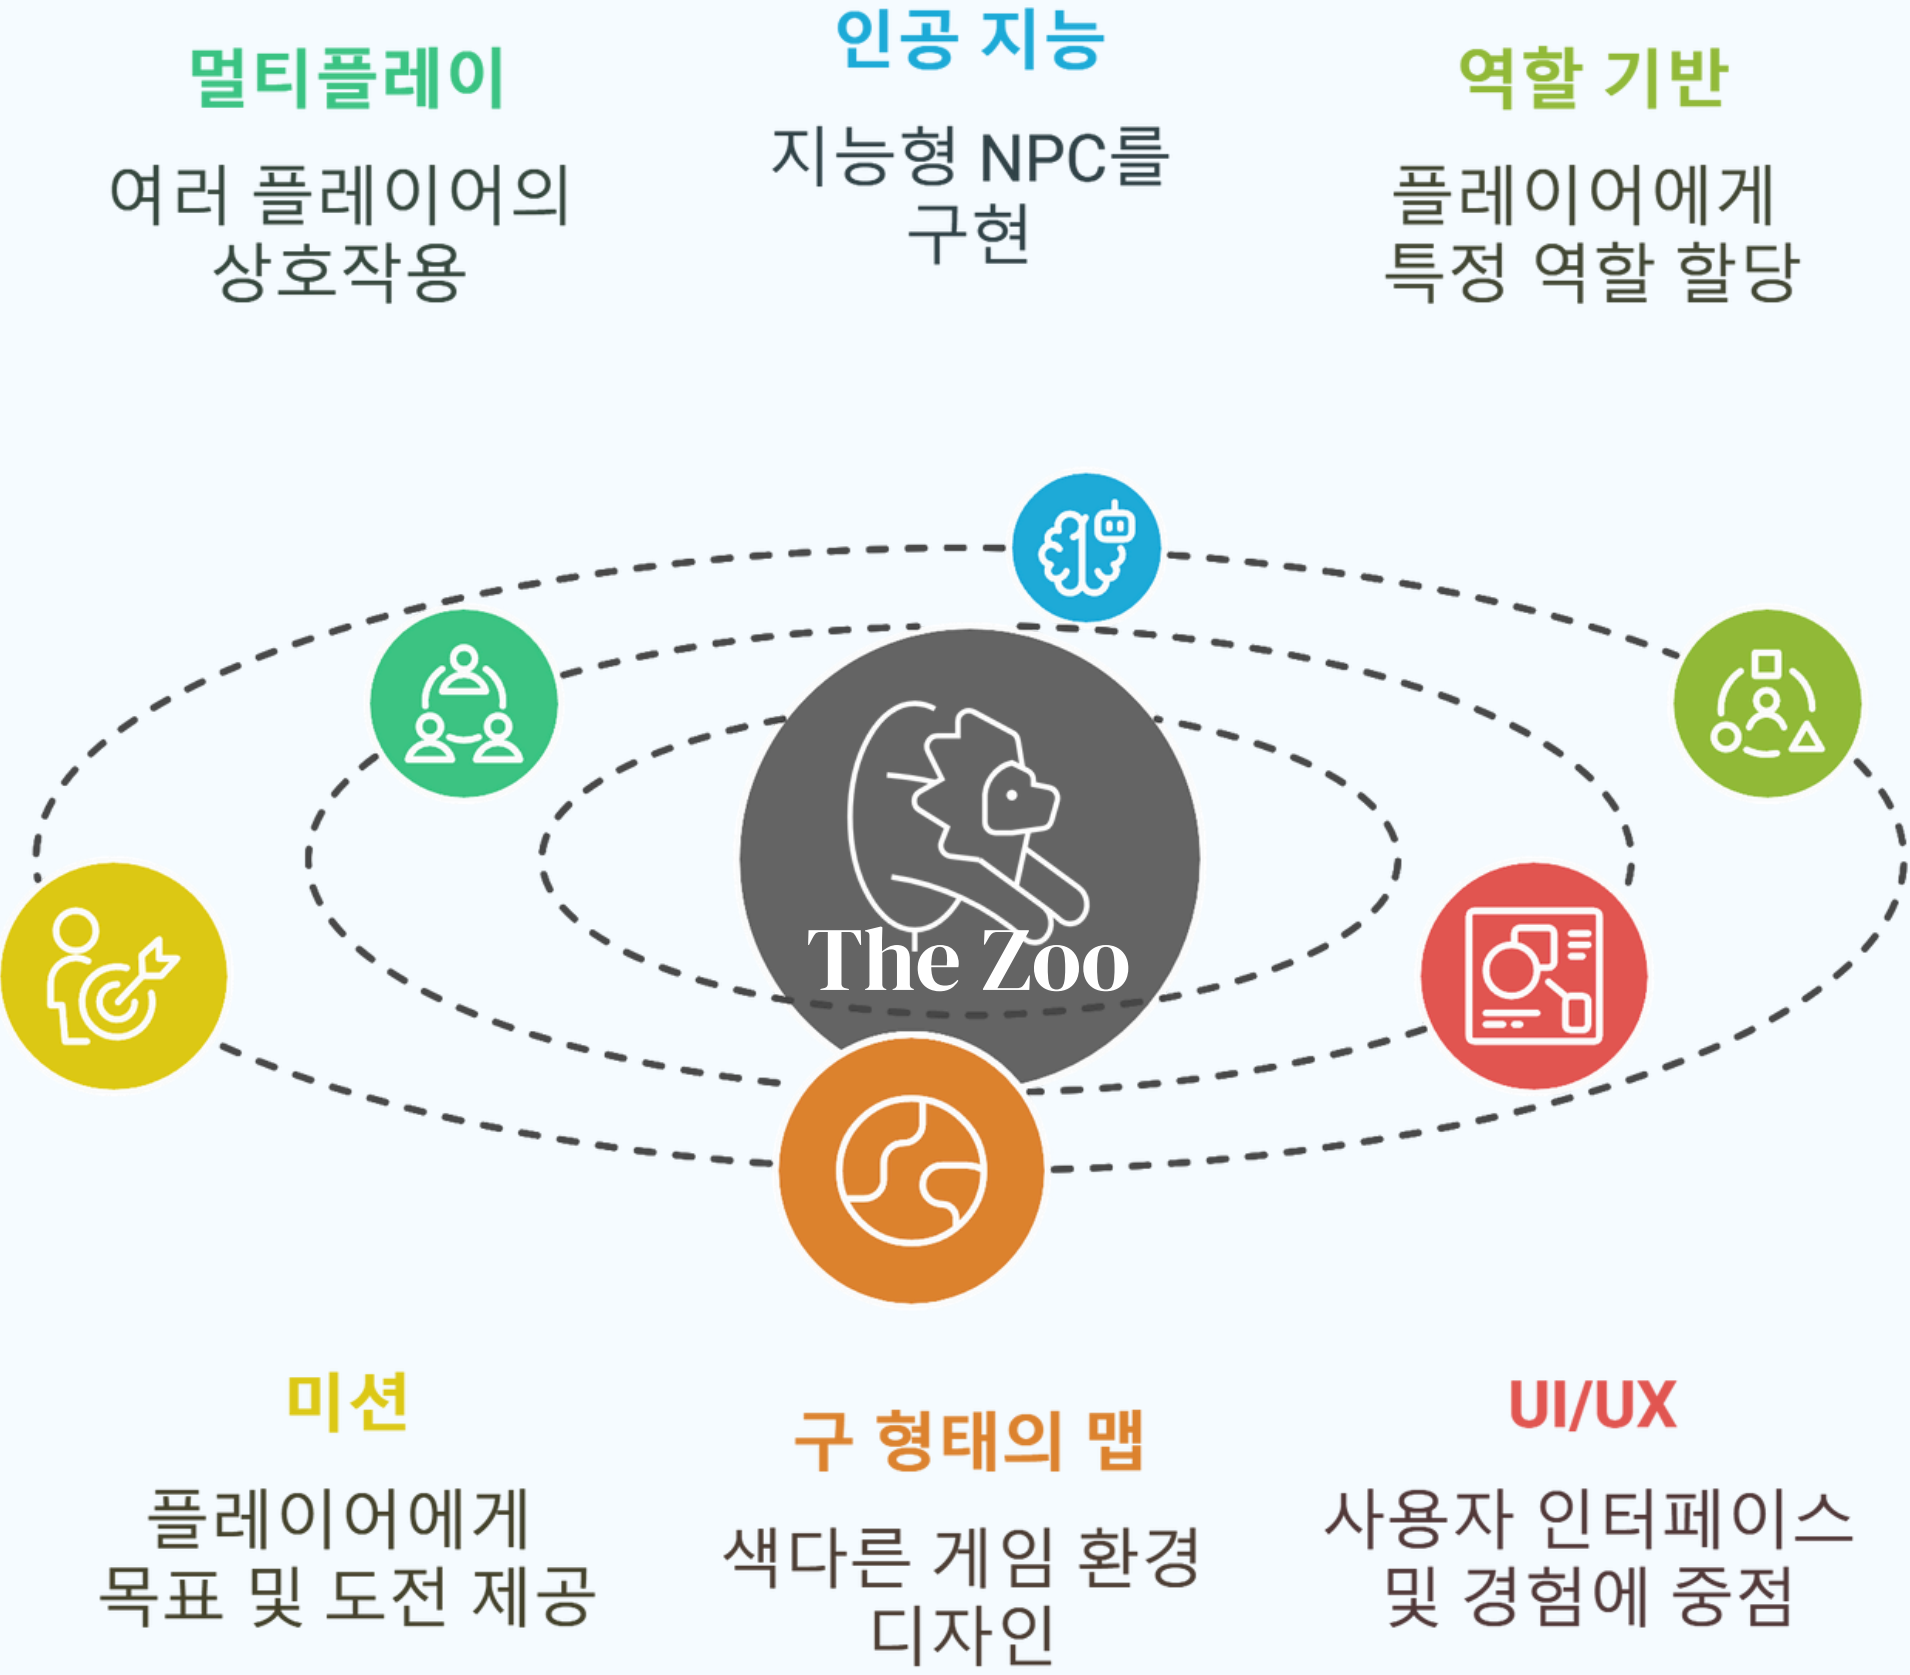 멀티플레이
여러 플레이어의
상호작용
인공 지능
지능형 NPC를
구현
역할 기반
플레이어에게
특정 역할 할당
The Zoo
미션
플레이어에게
목표 및 도전 제공
구 형태의 맵
색다른 게임 환경
디자인
UI/UX
사용자 인터페이스
및 경험에 중점